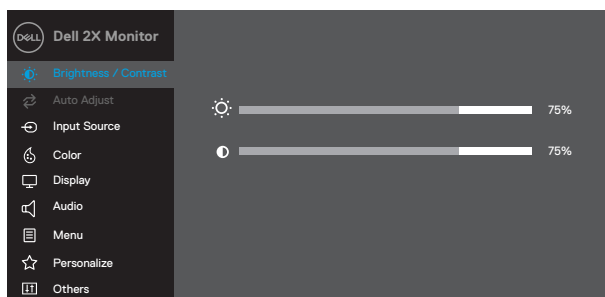 DELL
Dell 2X Monitor
Brightness / Contrast
Auto Adjust
Input Source
Color
Display
Audio
Menu
Personalize
Others
75%
75%